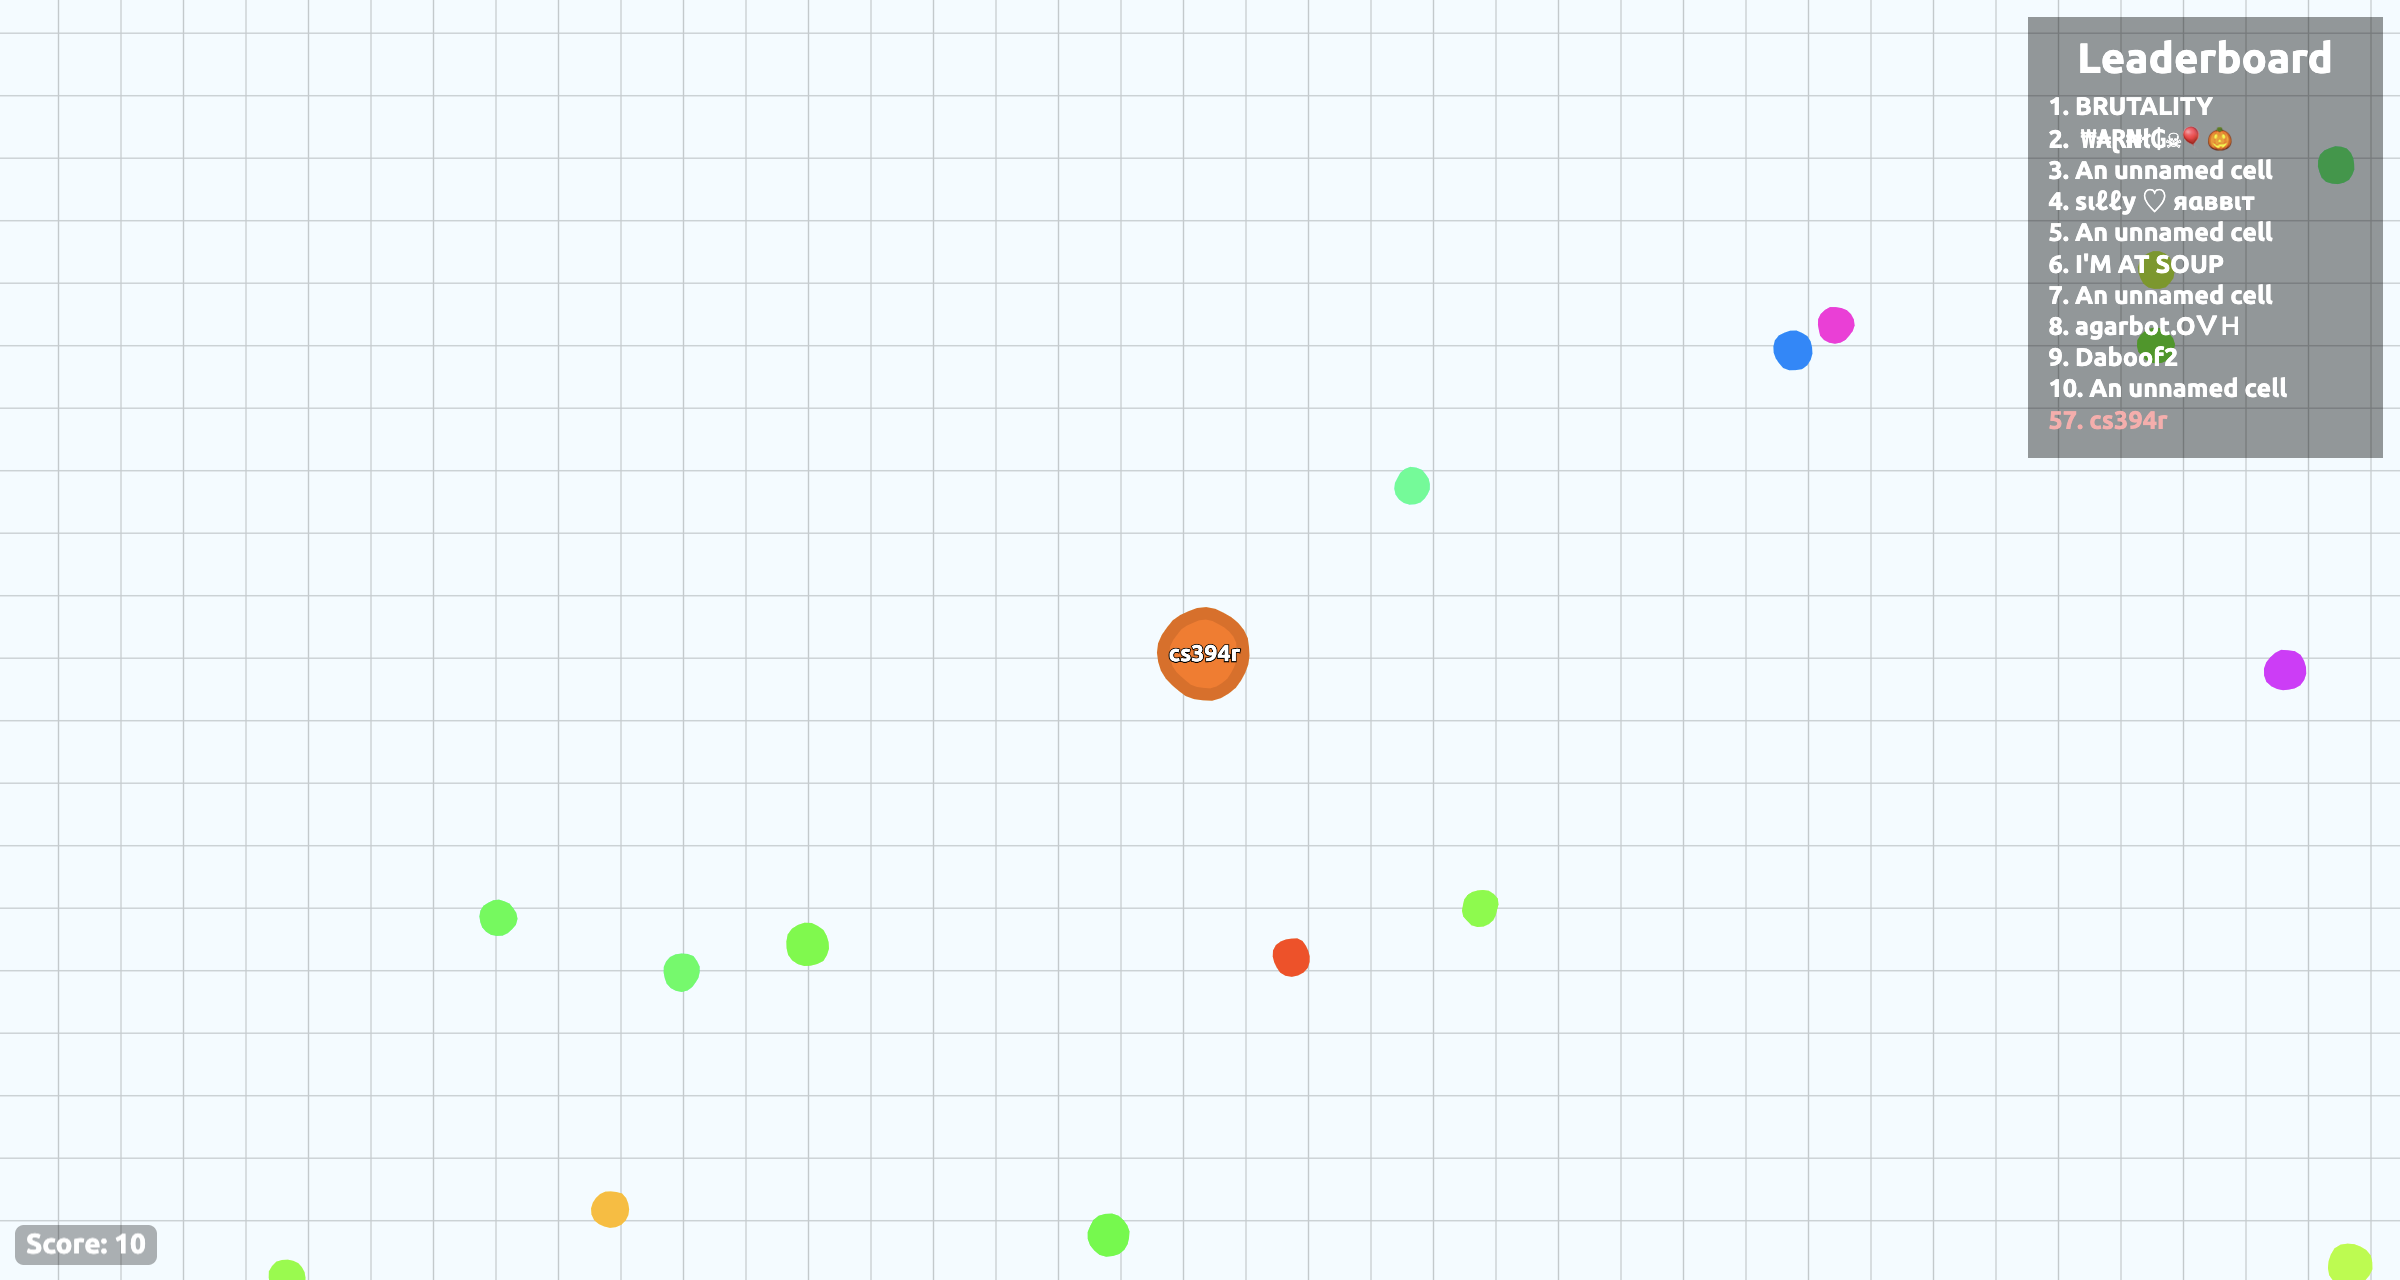 Leaderboard
1. BRUTALITY
2. ☠🎈🎃
3. An unnamed cell
4. sιℓℓy ♡ яαввιт
5. An unnamed cell
6. I'M AT SOUP
7. An unnamed cell
8. agarbot.OVH
9. Daboof2
10. An unnamed cell
57. cs394r
cs394r
Score: 10